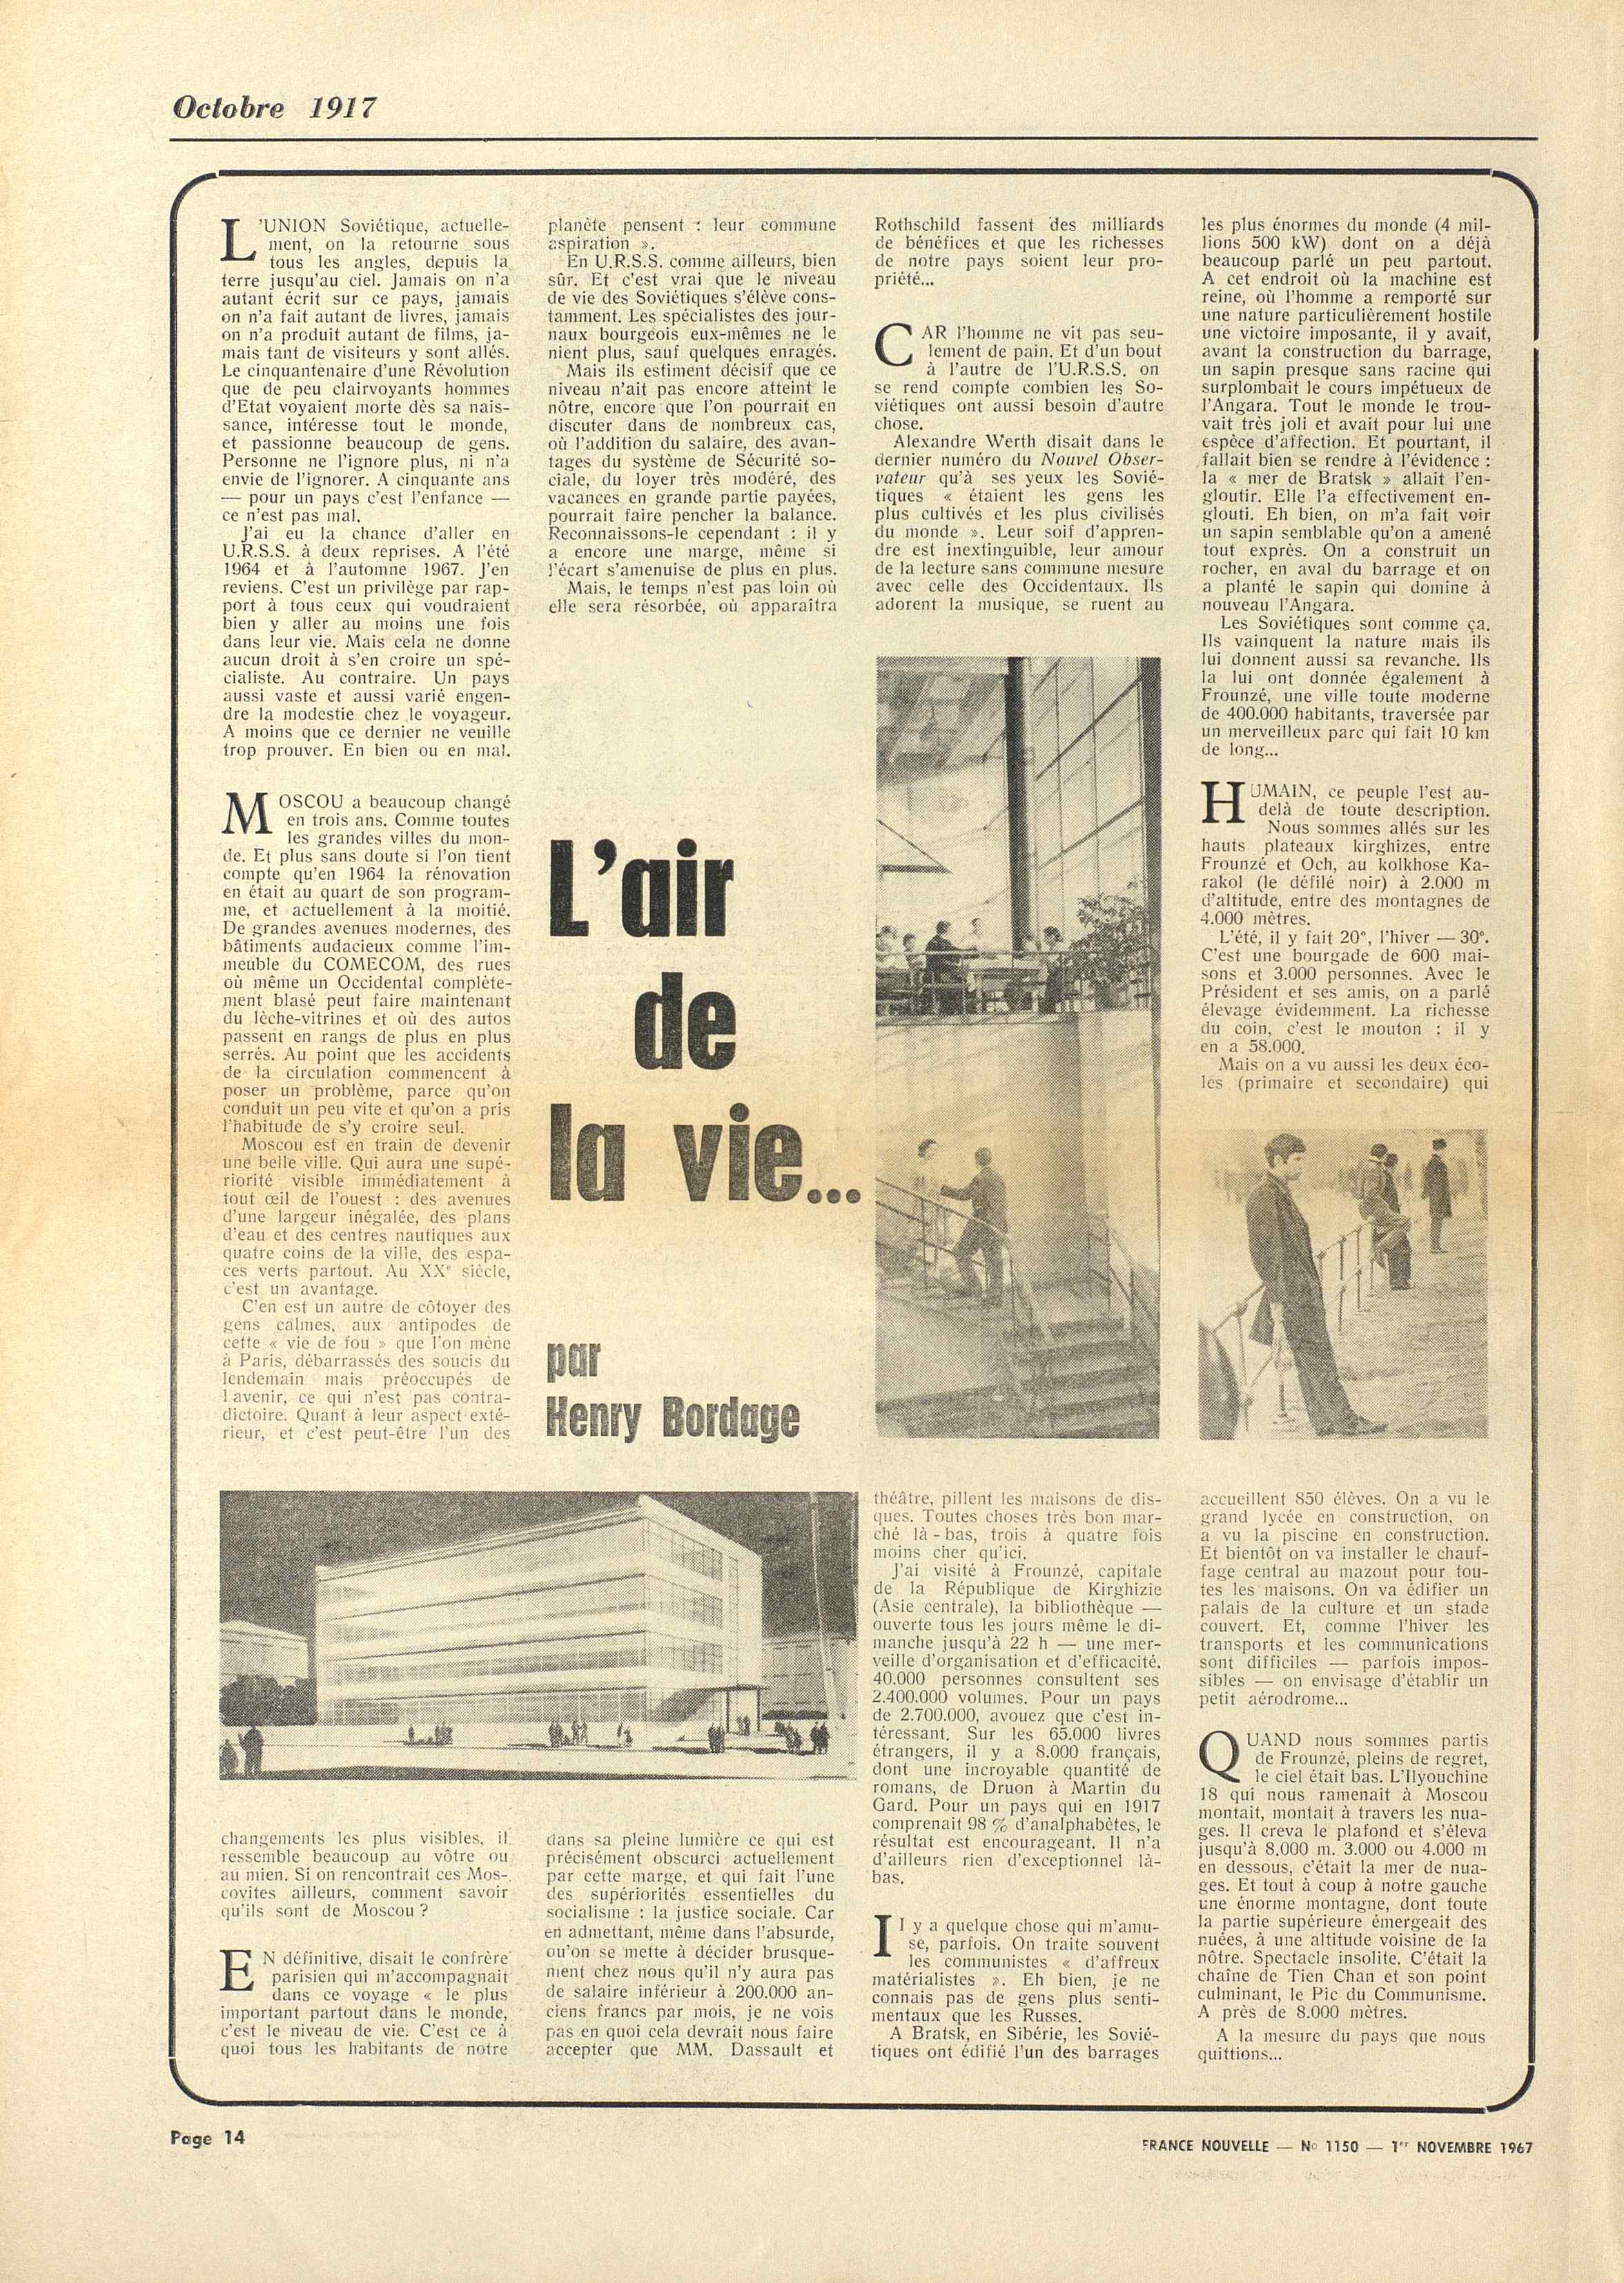 Octobre 1917
L'UNION Soviétique, actuelle-
ment, on la retourne sous
tous les angles, depuis la
terre jusqu'au ciel. Jamais on n'a
autant écrit sur ce pays, jamais
on n'a fait autant de livres, jamais
on n'a produit autant de films, ja-
mais tant de visiteurs y sont allés.
Le cinquantenaire d'une Révolution
que de peu clairvoyants hommes
d'Etat voyaient morte dès sa nais-
sance, intéresse tout le monde,
et passionne beaucoup de gens.
Personne ne l'ignore plus, ni n'a
envie de l'ignorer. A cinquante ans
— pour un pays c'est l'enfance —
ce n'est pas mal.
J'ai eu la chance d'aller en
U.R.S.S. à deux reprises. A l'été
1964 et à l'automne 1967. J'en
reviens. C'est un privilège par rap-
port à tous ceux qui voudraient
bien y aller au moins une fois
dans leur vie. Mais cela ne donne
aucun droit à s'en croire un spé-
cialiste. Au contraire. Un pays
aussi vaste et aussi varié engen-
dre la modestie chez le voyageur.
A moins que ce dernier ne veuille
trop prouver. En bien ou en mal.
MOSCOU a beaucoup changé
en trois ans. Comme toutes
les grandes villes du mon-
de. Et plus sans doute si l'on tient
compte qu'en 1964 la rénovation
en était au quart de son program-
me, et actuellement à la moitié.
De grandes avenues modernes, des
bâtiments audacieux comme l'im-
meuble du COMECOM, des rues
où même un Occidental complète-
ment blasé peut faire maintenant
du lèche-vitrines et où des autos
passent en rangs de plus en plus
serrés. Au point que les accidents
de la circulation commencent à
poser un problème, parce qu'on
conduit un peu vite et qu'on a pris
l'habitude de s'y croire seul.
Moscou est en train de devenir
une belle ville. Qui aura une supé-
riorité visible immédiatement à
tout œil de l'ouest : des avenues
d'une largeur inégalée, des plans
d'eau et des centres nautiques aux
quatre coins de la ville, des espa-
ces verts partout. Au XXe siècle,
c'est un avantage.
C'en est un autre de côtoyer des
gens calmes, aux antipodes de
cette « vie de fou » que l'on mène
à Paris, débarrassés des soucis du
lendemain mais préoccupés de
l'avenir, ce qui n'est pas contra-
dictoire. Quant à leur aspect exté-
rieur, et c'est peut-être l'un des
changements les plus visibles, il
ressemble beaucoup au vôtre ou
au mien. Si on rencontrait ces Mos-
covites ailleurs, comment savoir
qu'ils sont de Moscou ?
EN définitive, disait le confrère
parisien qui m'accompagnait
dans ce voyage « le plus
important partout dans le monde,
c'est le niveau de vie. C'est ce à
quoi tous les habitants de notre
planète pensent : leur commune
aspiration ».
En U.R.S.S. comme ailleurs, bien
sûr. Et c'est vrai que le niveau
de vie des Soviétiques s'élève cons-
tamment. Les spécialistes des jour-
naux bourgeois eux-mêmes ne le
nient plus, sauf quelques enragés.
Mais ils estiment décisif que ce
niveau n'ait pas encore atteint le
nôtre, encore que l'on pourrait en
discuter dans de nombreux cas,
où l'addition du salaire, des avan-
tages du système de Sécurité so-
ciale, du loyer très modéré, des
vacances en grande partie payées,
pourrait faire pencher la balance.
Reconnaissons-le cependant : il y
a encore une marge, même si
l'écart s'amenuise de plus en plus.
Mais, le temps n'est pas loin où
elle sera résorbée, où apparaîtra
L'air
de
la vie...
par
Henry Bordage
dans sa pleine lumière ce qui est
précisément obscurci actuellement
par cette marge, et qui fait l'une
des supériorités essentielles du
socialisme : la justice sociale. Car
en admettant, même dans l'absurde,
qu'on se mette à décider brusque-
ment chez nous qu'il n'y aura pas
de salaire inférieur à 200.000 an-
ciens francs par mois, je ne vois
pas en quoi cela devrait nous faire
accepter que MM. Dassault et
Rothschild fassent des milliards
de bénéfices et que les richesses
de notre pays soient leur pro-
priété...
CAR l'homme ne vit pas seu-
lement de pain. Et d'un bout
à l'autre de l'U.R.S.S. on
se rend compte combien les So-
viétiques ont aussi besoin d'autre
chose.
Alexandre Werth disait dans le
dernier numéro du Nouvel Obser-
vateur qu'à ses yeux les Sovié-
tiques « étaient les gens les
plus cultivés et les plus civilisés
du monde ». Leur soif d'appren-
dre est inextinguible, leur amour
de la lecture sans commune mesure
avec celle des Occidentaux. Ils
adorent la musique, se ruent au
théâtre, pillent les maisons de dis-
ques. Toutes choses très bon mar-
ché là-bas, trois à quatre fois
moins cher qu'ici.
J'ai visité à Frounzé, capitale
de la République de Kirghizie
(Asie centrale), la bibliothèque —
ouverte tous les jours même le di-
manche jusqu'à 22 h — une mer-
veille d'organisation et d'efficacité.
40.000 personnes consultent ses
2.400.000 volumes. Pour un pays
de 2.700.000, avouez que c'est in-
téressant. Sur les 65.000 livres
étrangers, il y a 8.000 français,
dont une incroyable quantité de
romans, de Druon à Martin du
Gard. Pour un pays qui en 1917
comprenait 98 % d'analphabètes, le
résultat est encourageant. Il n'a
d'ailleurs rien d'exceptionnel là-
bas.
Il y a quelque chose qui m'amu-
se, parfois. On traite souvent
les communistes « d'affreux
matérialistes ». Eh bien, je ne
connais pas de gens plus senti-
mentaux que les Russes.
A Bratsk, en Sibérie, les Sovié-
tiques ont édifié l'un des barrages
les plus énormes du monde (4 mil-
lions 500 kW) dont on a déjà
beaucoup parlé un peu partout.
A cet endroit où la machine est
reine, où l'homme a remporté sur
une nature particulièrement hostile
une victoire imposante, il y avait,
avant la construction du barrage,
un sapin presque sans racine qui
surplombait le cours impétueux de
l'Angara. Tout le monde le trou-
vait très joli et avait pour lui une
espèce d'affection. Et pourtant, il
fallait bien se rendre à l'évidence :
la « mer de Bratsk » allait l'en-
gloutir. Elle l'a effectivement en-
glouti. Eh bien, on m'a fait voir
un sapin semblable qu'on a amené
tout exprès. On a construit un
rocher, en aval du barrage et on
a planté le sapin qui domine à
nouveau l'Angara.
Les Soviétiques sont comme ça.
Ils vainquent la nature mais ils
lui donnent aussi sa revanche. Ils
la lui ont donnée également à
Frounzé, une ville toute moderne
de 400.000 habitants, traversée par
un merveilleux parc qui fait 10 km
de long...
HUMAIN, ce peuple l'est au-
delà de toute description.
Nous sommes allés sur les
hauts plateaux kirghizes, entre
Frounzé et Och, au kolkhose Ka-
rakol (le défilé noir) à 2.000 m
d'altitude, entre des montagnes de
4.000 mètres.
L'été, il y fait 20°, l'hiver — 30°.
C'est une bourgade de 600 mai-
sons et 3.000 personnes. Avec le
Président et ses amis, on a parlé
élevage évidemment. La richesse
du coin, c'est le mouton : il y
en a 58.000.
Mais on a vu aussi les deux éco-
les (primaire et secondaire) qui
accueillent 850 élèves. On a vu le
grand lycée en construction, on
a vu la piscine en construction.
Et bientôt on va installer le chauf-
fage central au mazout pour tou-
tes les maisons. On va édifier un
palais de la culture et un stade
couvert. Et, comme l'hiver les
transports et les communications
sont difficiles — parfois impos-
sibles — on envisage d'établir un
petit aérodrome...
QUAND nous sommes partis
de Frounzé, pleins de regret,
le ciel était bas. L'Ilyouchine
18 qui nous ramenait à Moscou
montait, montait à travers les nua-
ges. Il creva le plafond et s'éleva
jusqu'à 8.000 m. 3.000 ou 4.000 m
en dessous, c'était la mer de nua-
ges. Et tout à coup à notre gauche
une énorme montagne, dont toute
la partie supérieure émergeait des
nuées, à une altitude voisine de la
nôtre. Spectacle insolite. C'était la
chaîne de Tien Chan et son point
culminant, le Pic du Communisme.
A près de 8.000 mètres.
A la mesure du pays que nous
quittions...
Page 14
FRANCE NOUVELLE — No 1150 — 1er NOVEMBRE 1967